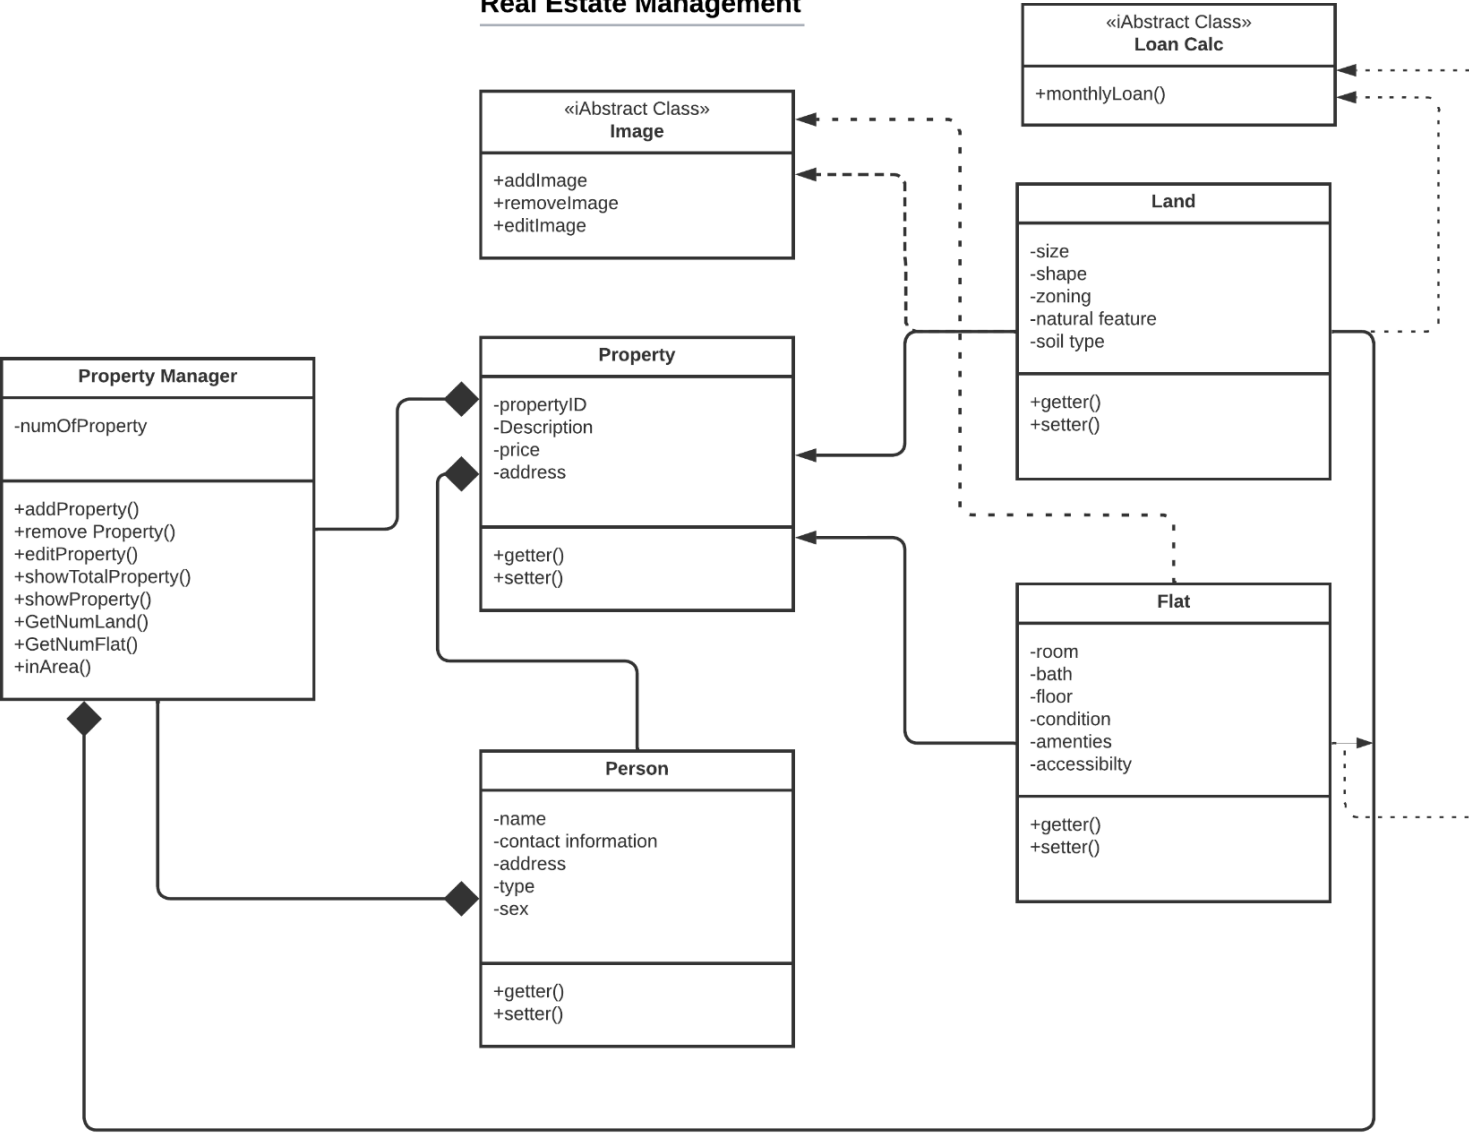 Real Estate Management
«iAbstract Class»
Loan Calc
+monthlyLoan()
«iAbstract Class»
Image
+addImage
+removeImage
+editImage
Land
-size
-shape
-zoning
-natural feature
-soil type
+getter()
+setter()
Property
-propertyID
-Description
-price
-address
+getter()
+setter()
Property Manager
-numOfProperty
+addProperty()
+remove Property()
+editProperty()
+showTotalProperty()
+showProperty()
+GetNumLand()
+GetNumFlat()
+inArea()
Flat
-room
-bath
-floor
-condition
-amenties
-accessibilty
+getter()
+setter()
Person
-name
-contact information
-address
-type
-sex
+getter()
+setter()